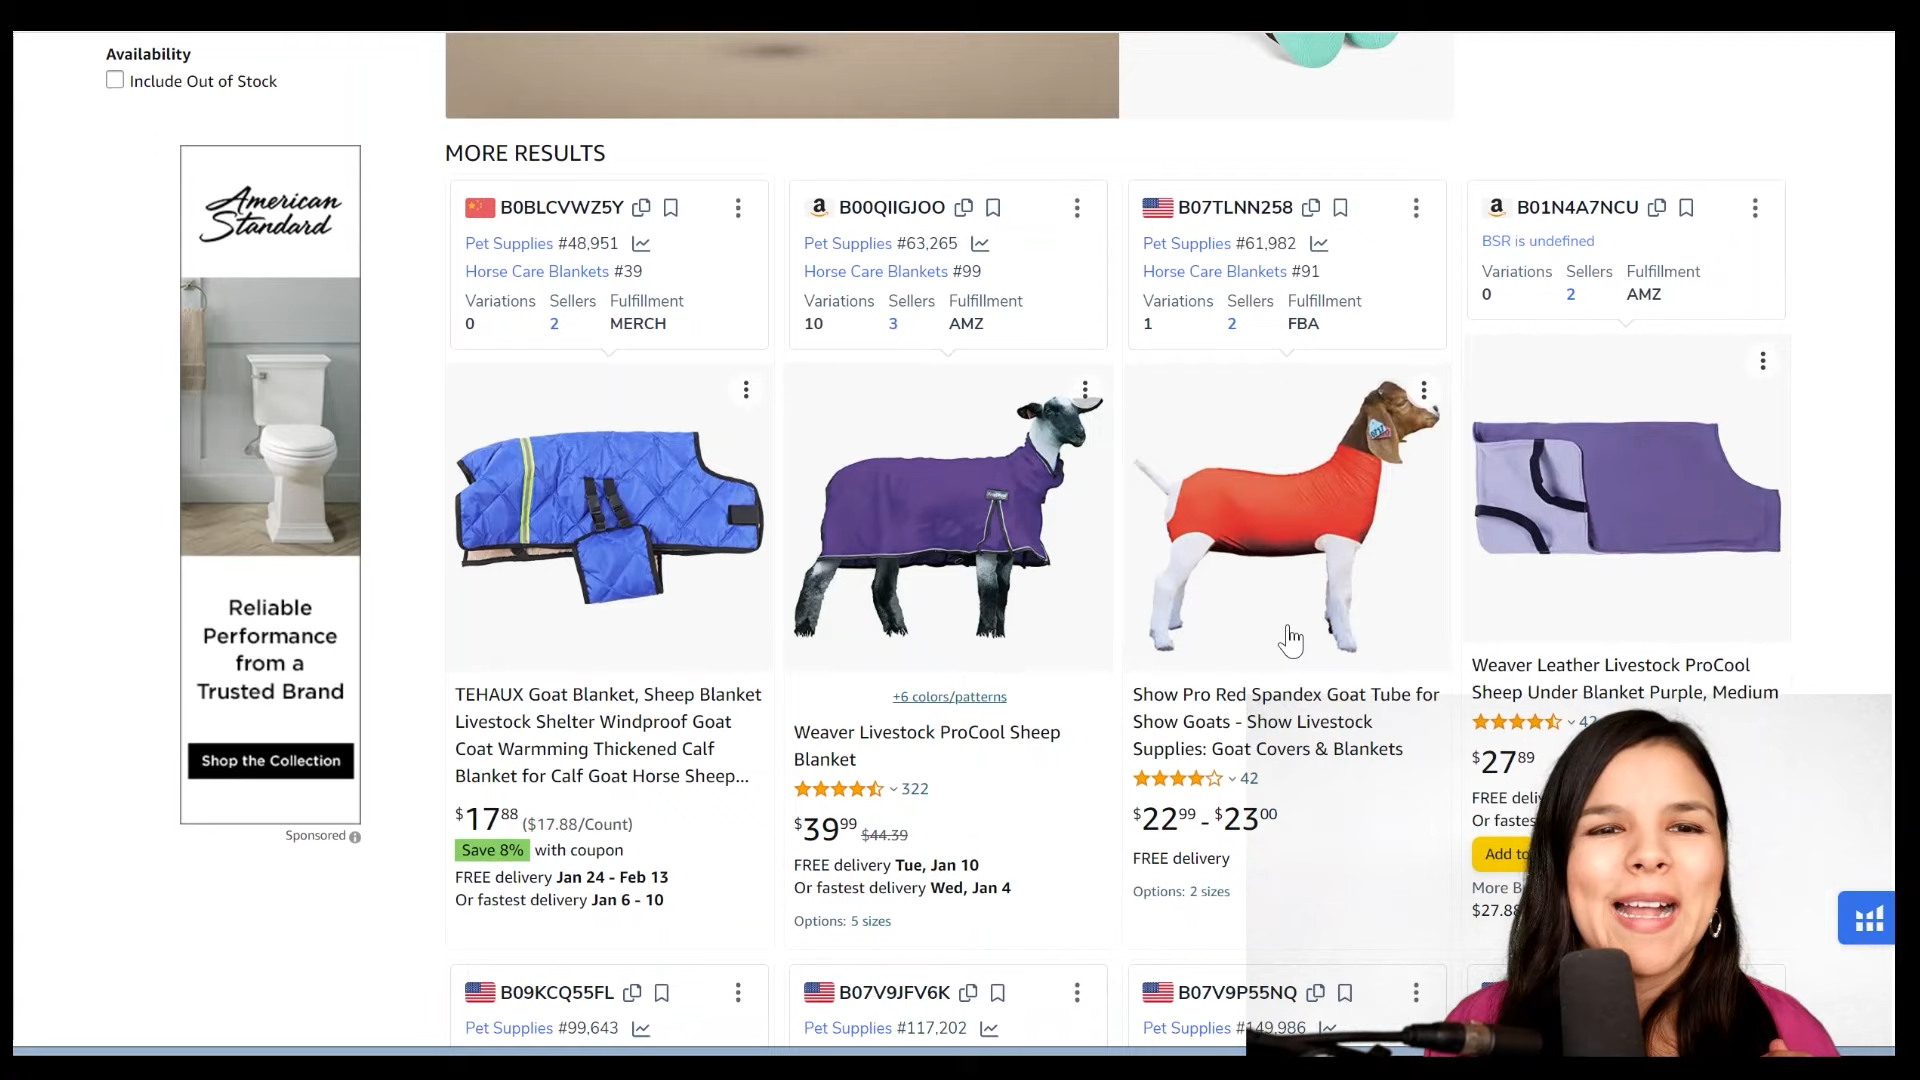 Availability
Include Out of Stock
American
Standard
Reliable
Performance
from a
Trusted Brand
Shop the Collection
Sponsored
MORE RESULTS
B0BLCVWZ5Y
Pet Supplies #48,951
Horse Care Blankets #39
Variations Sellers Fulfillment
0 2 MERCH
TEHAUX Goat Blanket, Sheep Blanket
Livestock Shelter Windproof Goat
Coat Warmming Thickened Calf
Blanket for Calf Goat Horse Sheep...
$17.88 ($17.88/Count)
Save 8% with coupon
FREE delivery Jan 24 - Feb 13
Or fastest delivery Jan 6 - 10
B00QIIGJOO
Pet Supplies #63,265
Horse Care Blankets #99
Variations Sellers Fulfillment
10 3 AMZ
+6 colors/patterns
Weaver Livestock ProCool Sheep
Blanket
322
$39.99 $44.39
FREE delivery Tue, Jan 10
Or fastest delivery Wed, Jan 4
Options: 5 sizes
B07TLNN258
Pet Supplies #61,982
Horse Care Blankets #91
Variations Sellers Fulfillment
1 2 FBA
Show Pro Red Spandex Goat Tube for
Show Goats - Show Livestock
Supplies: Goat Covers & Blankets
42
$22.99 - $23.00
FREE delivery
Options: 2 sizes
B01N4A7NCU
BSR is undefined
Variations Sellers Fulfillment
0 2 AMZ
Weaver Leather Livestock ProCool
Sheep Under Blanket Purple, Medium
$27.89
FREE
Or
Add
More
B09KCQ55FL
Pet Supplies #99,643
B07V9JFV6K
Pet Supplies #117,202
B07V9P55NQ
Pet Supplies #149,986